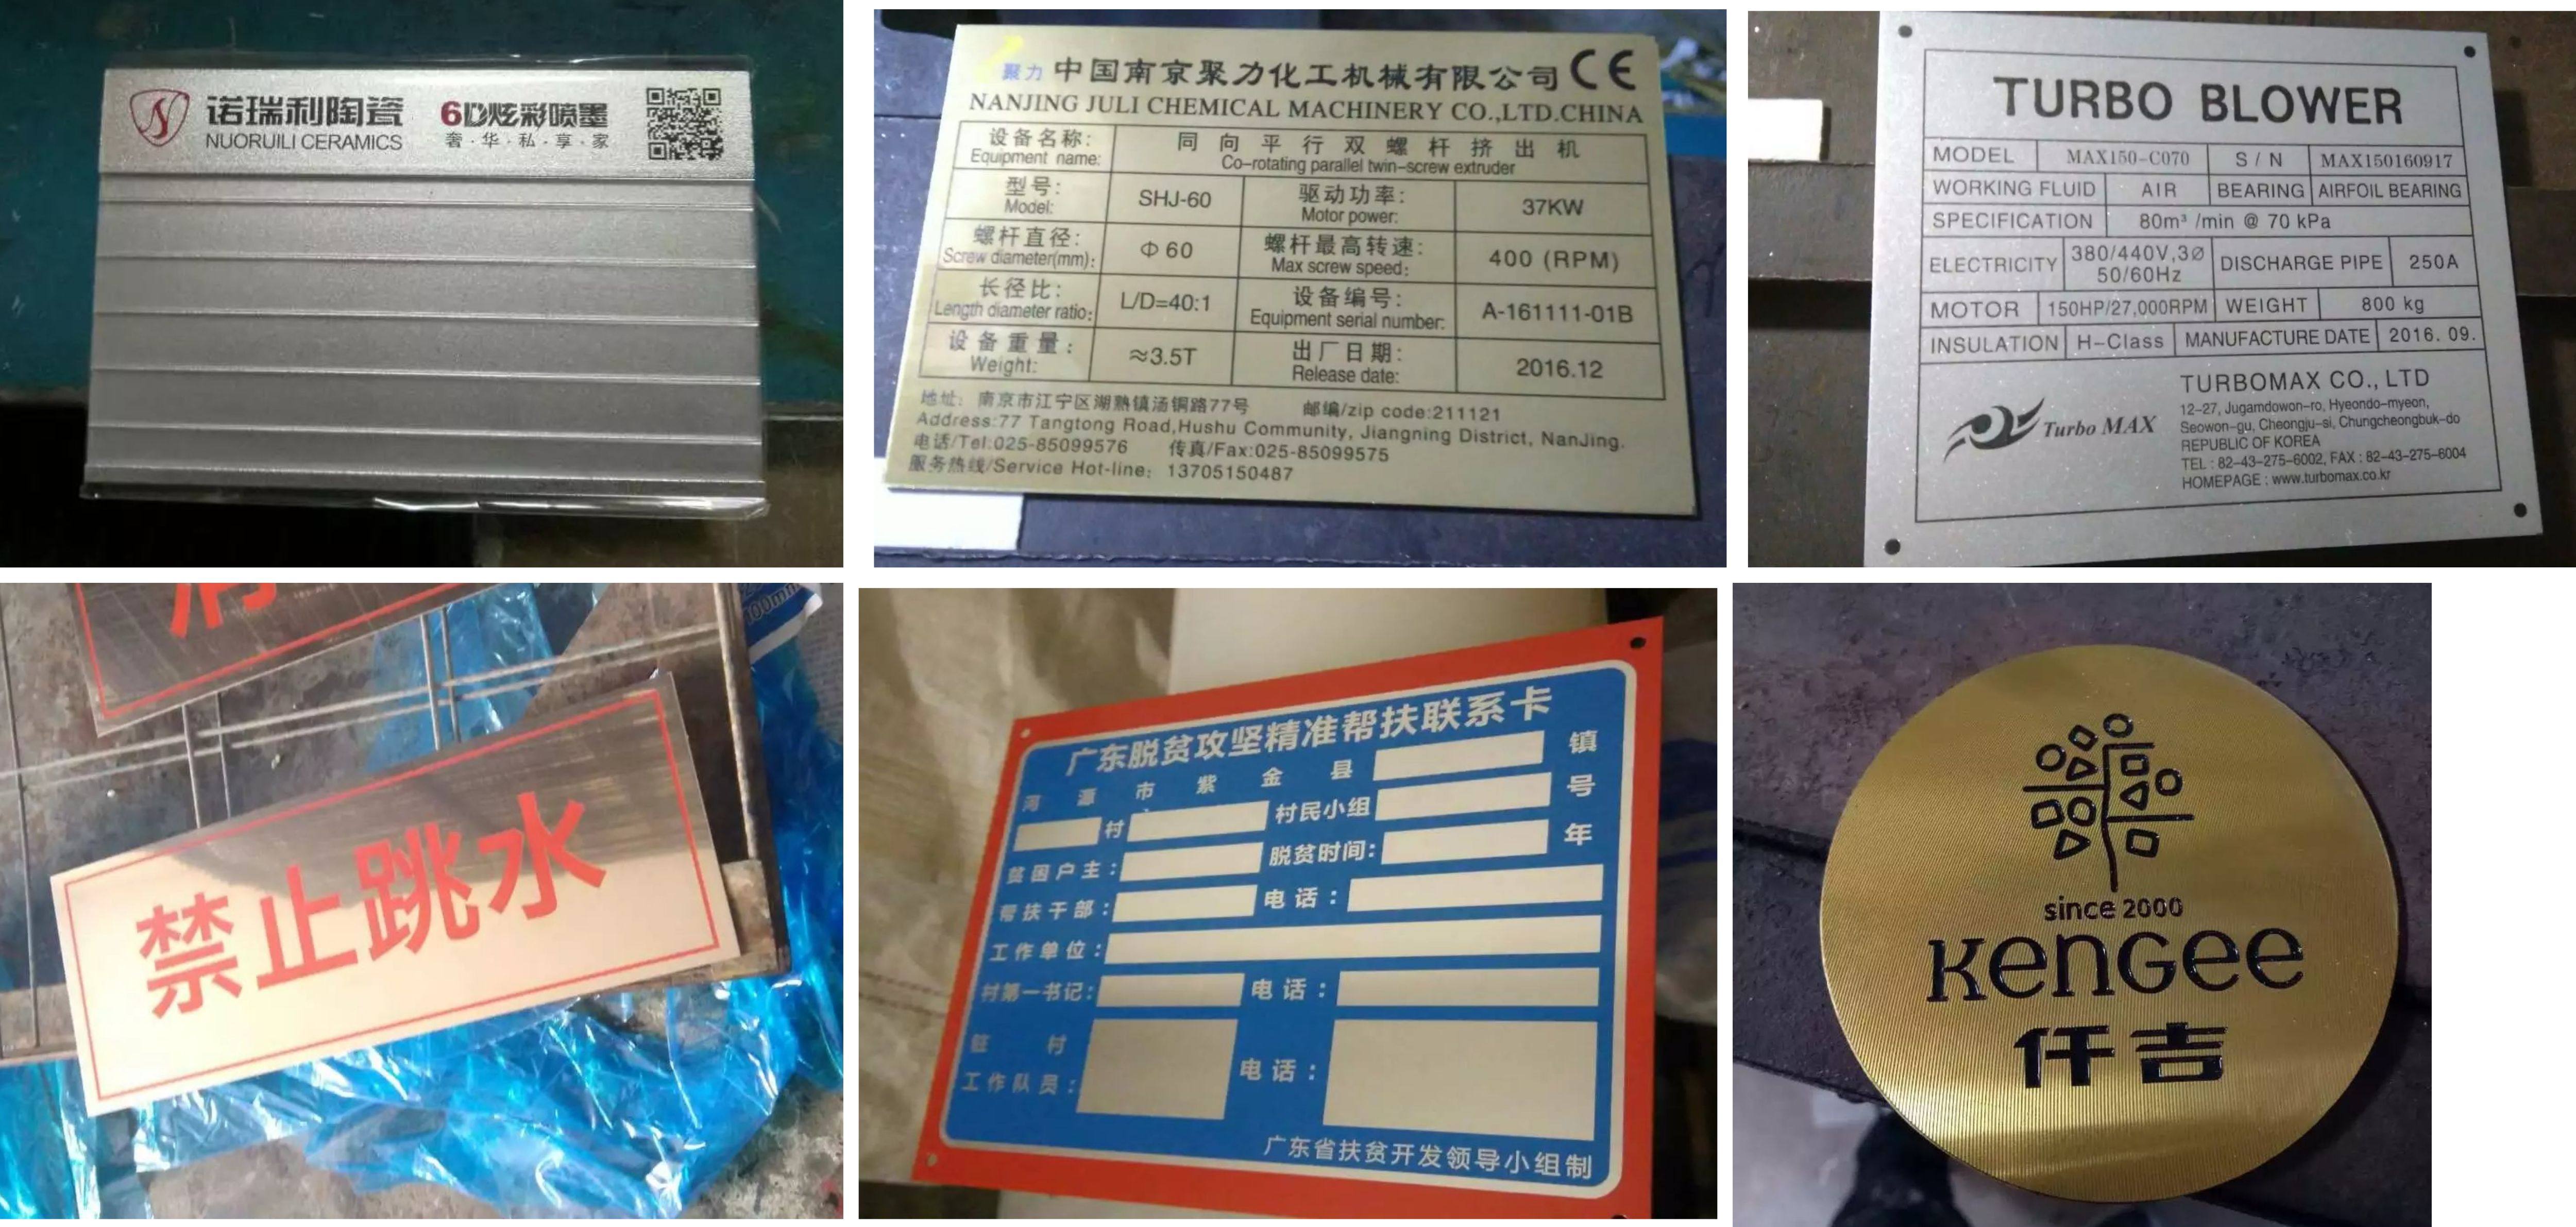 诺瑞利陶瓷
NUORUILI CERAMICS
6D炫彩喷墨
奢·华·私·享·家
聚力 中国南京聚力化工机械有限公司 CE
NANJING JULI CHEMICAL MACHINERY CO.,LTD.CHINA
设备名称: 同向平行双螺杆挤出机
Equipment name: Co-rotating parallel twin-screw extruder
型号: SHJ-60 驱动功率: 37KW
Model: Motor power:
螺杆直径: Φ60 螺杆最高转速: 400 (RPM)
Screw diameter(mm): Max screw speed:
长径比: L/D=40:1 设备编号: A-161111-01B
Length diameter ratio: Equipment serial number:
设备重量: ≈3.5T 出厂日期: 2016.12
Weight: Release date:
地址: 南京市江宁区湖熟镇汤铜路77号 邮编/zip code:211121
Address:77 Tangtong Road,Hushu Community, Jiangning District, NanJing.
电话/Tel:025-85099576 传真/Fax:025-85099575
服务热线/Service Hot-line: 13705150487
TURBO BLOWER
MODEL MAX150-C070 S / N MAX150160917
WORKING FLUID AIR BEARING AIRFOIL BEARING
SPECIFICATION 80m³ /min @ 70 kPa
ELECTRICITY 380/440V,3Ø 50/60Hz DISCHARGE PIPE 250A
MOTOR 150HP/27,000RPM WEIGHT 800 kg
INSULATION H-Class MANUFACTURE DATE 2016. 09.
Turbo MAX
TURBOMAX CO., LTD
12-27, Jugamdowon-ro, Hyeondo-myeon,
Seowon-gu, Cheongju-si, Chungcheongbuk-do
REPUBLIC OF KOREA
TEL : 82-43-275-6002, FAX : 82-43-275-6004
HOMEPAGE : www.turbomax.co.kr
禁止跳水
广东脱贫攻坚精准帮扶联系卡
河源市紫金县 镇
村 村民小组 号
贫困户主: 脱贫时间: 年
帮扶干部: 电话:
工作单位:
村第一书记: 电话:
驻村
工作队员: 电话:
广东省扶贫开发领导小组制
since 2000
KenGee
仟吉